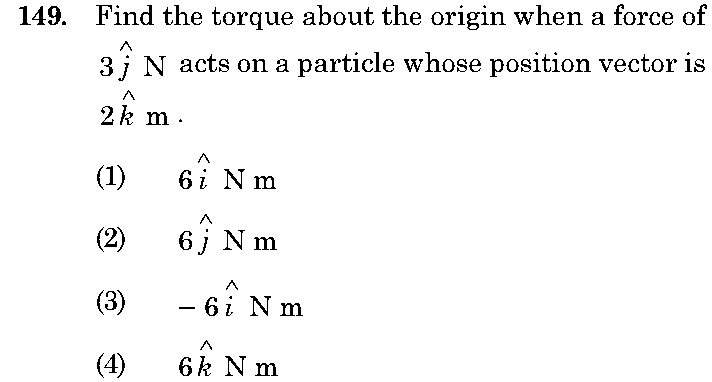 149. Find the torque about the origin when a force of
3 ĵ N acts on a particle whose position vector is
2 k̂ m .
(1) 6 î N m
(2) 6 ĵ N m
(3) – 6 î N m
(4) 6 k̂ N m